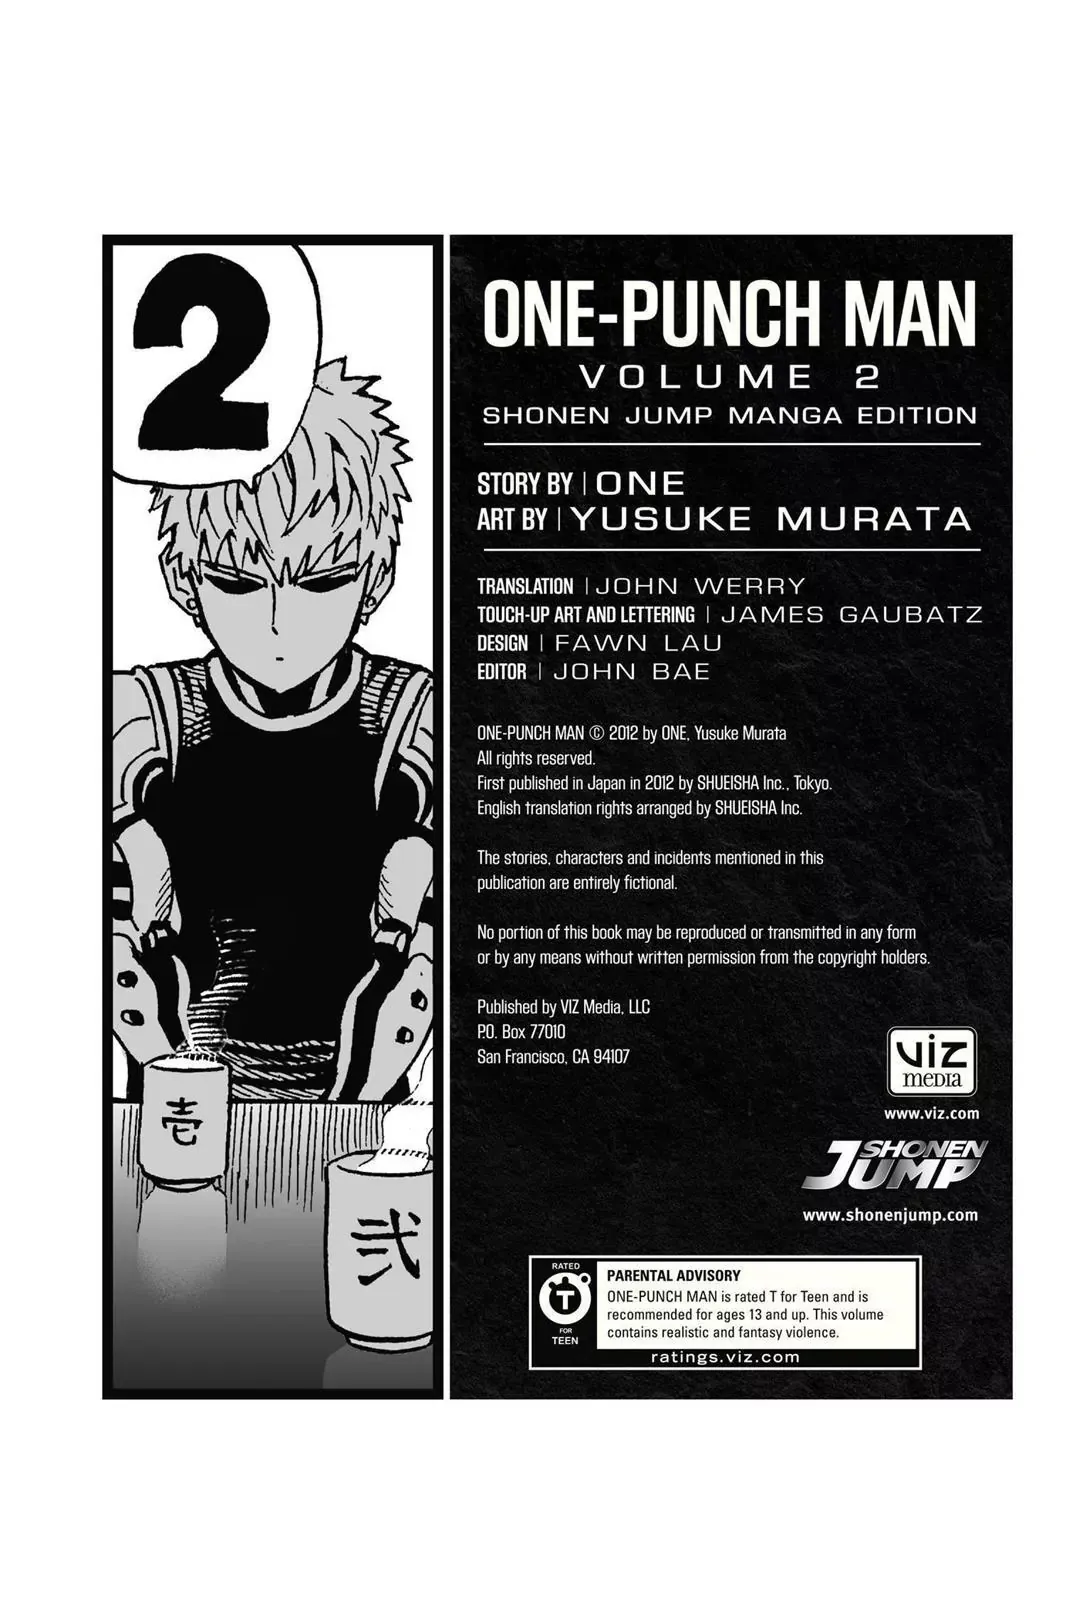 2
壱
弐
ONE-PUNCH MAN
VOLUME 2
SHONEN JUMP MANGA EDITION
STORY BY | ONE
ART BY | YUSUKE MURATA
TRANSLATION | JOHN WERRY
TOUCH-UP ART AND LETTERING | JAMES GAUBATZ
DESIGN | FAWN LAU
EDITOR | JOHN BAE
ONE-PUNCH MAN © 2012 by ONE, Yusuke Murata
All rights reserved.
First published in Japan in 2012 by SHUEISHA Inc., Tokyo.
English translation rights arranged by SHUEISHA Inc.
The stories, characters and incidents mentioned in this
publication are entirely fictional.
No portion of this book may be reproduced or transmitted in any form
or by any means without written permission from the copyright holders.
Published by VIZ Media, LLC
P.O. Box 77010
San Francisco, CA 94107
VIZ
MEDIA
www.viz.com
SHONEN
JUMP
www.shonenjump.com
RATED
T
FOR
TEEN
PARENTAL ADVISORY
ONE-PUNCH MAN is rated T for Teen and is
recommended for ages 13 and up. This volume
contains realistic and fantasy violence.
ratings.viz.com